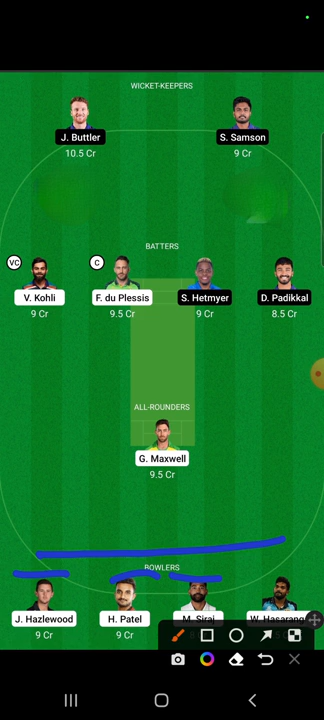 WICKET-KEEPERS
J. Buttler S. Samson
10.5 Cr 9 Cr
BATTERS
VC C
V. Kohli F. du Plessis S. Hetmyer D. Padikkal
9 Cr 9.5 Cr 9 Cr 8.5 Cr
ALL-ROUNDERS
G. Maxwell
9.5 Cr
BOWLERS
J. Hazlewood H. Patel M. Siraj W. Hasarang
9 Cr 9 Cr